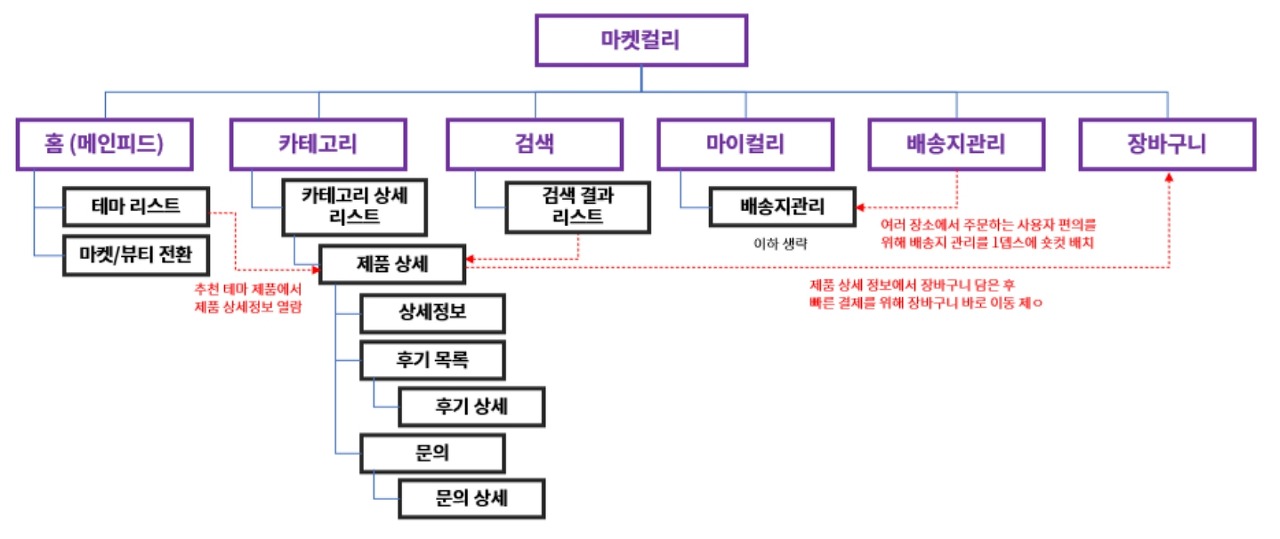 마켓컬리
홈 (메인피드)
카테고리
검색
마이컬리
배송지관리
장바구니
테마 리스트
마켓/뷰티 전환
카테고리 상세
리스트
검색 결과
리스트
배송지관리
이하 생략
여러 장소에서 주문하는 사용자 편의를
위해 배송지 관리를 1뎁스에 숏컷 배치
제품 상세
추천 테마 제품에서
제품 상세정보 열람
제품 상세 정보에서 장바구니 담은 후
빠른 결제를 위해 장바구니 바로 이동 제ㅇ
상세정보
후기 목록
후기 상세
문의
문의 상세